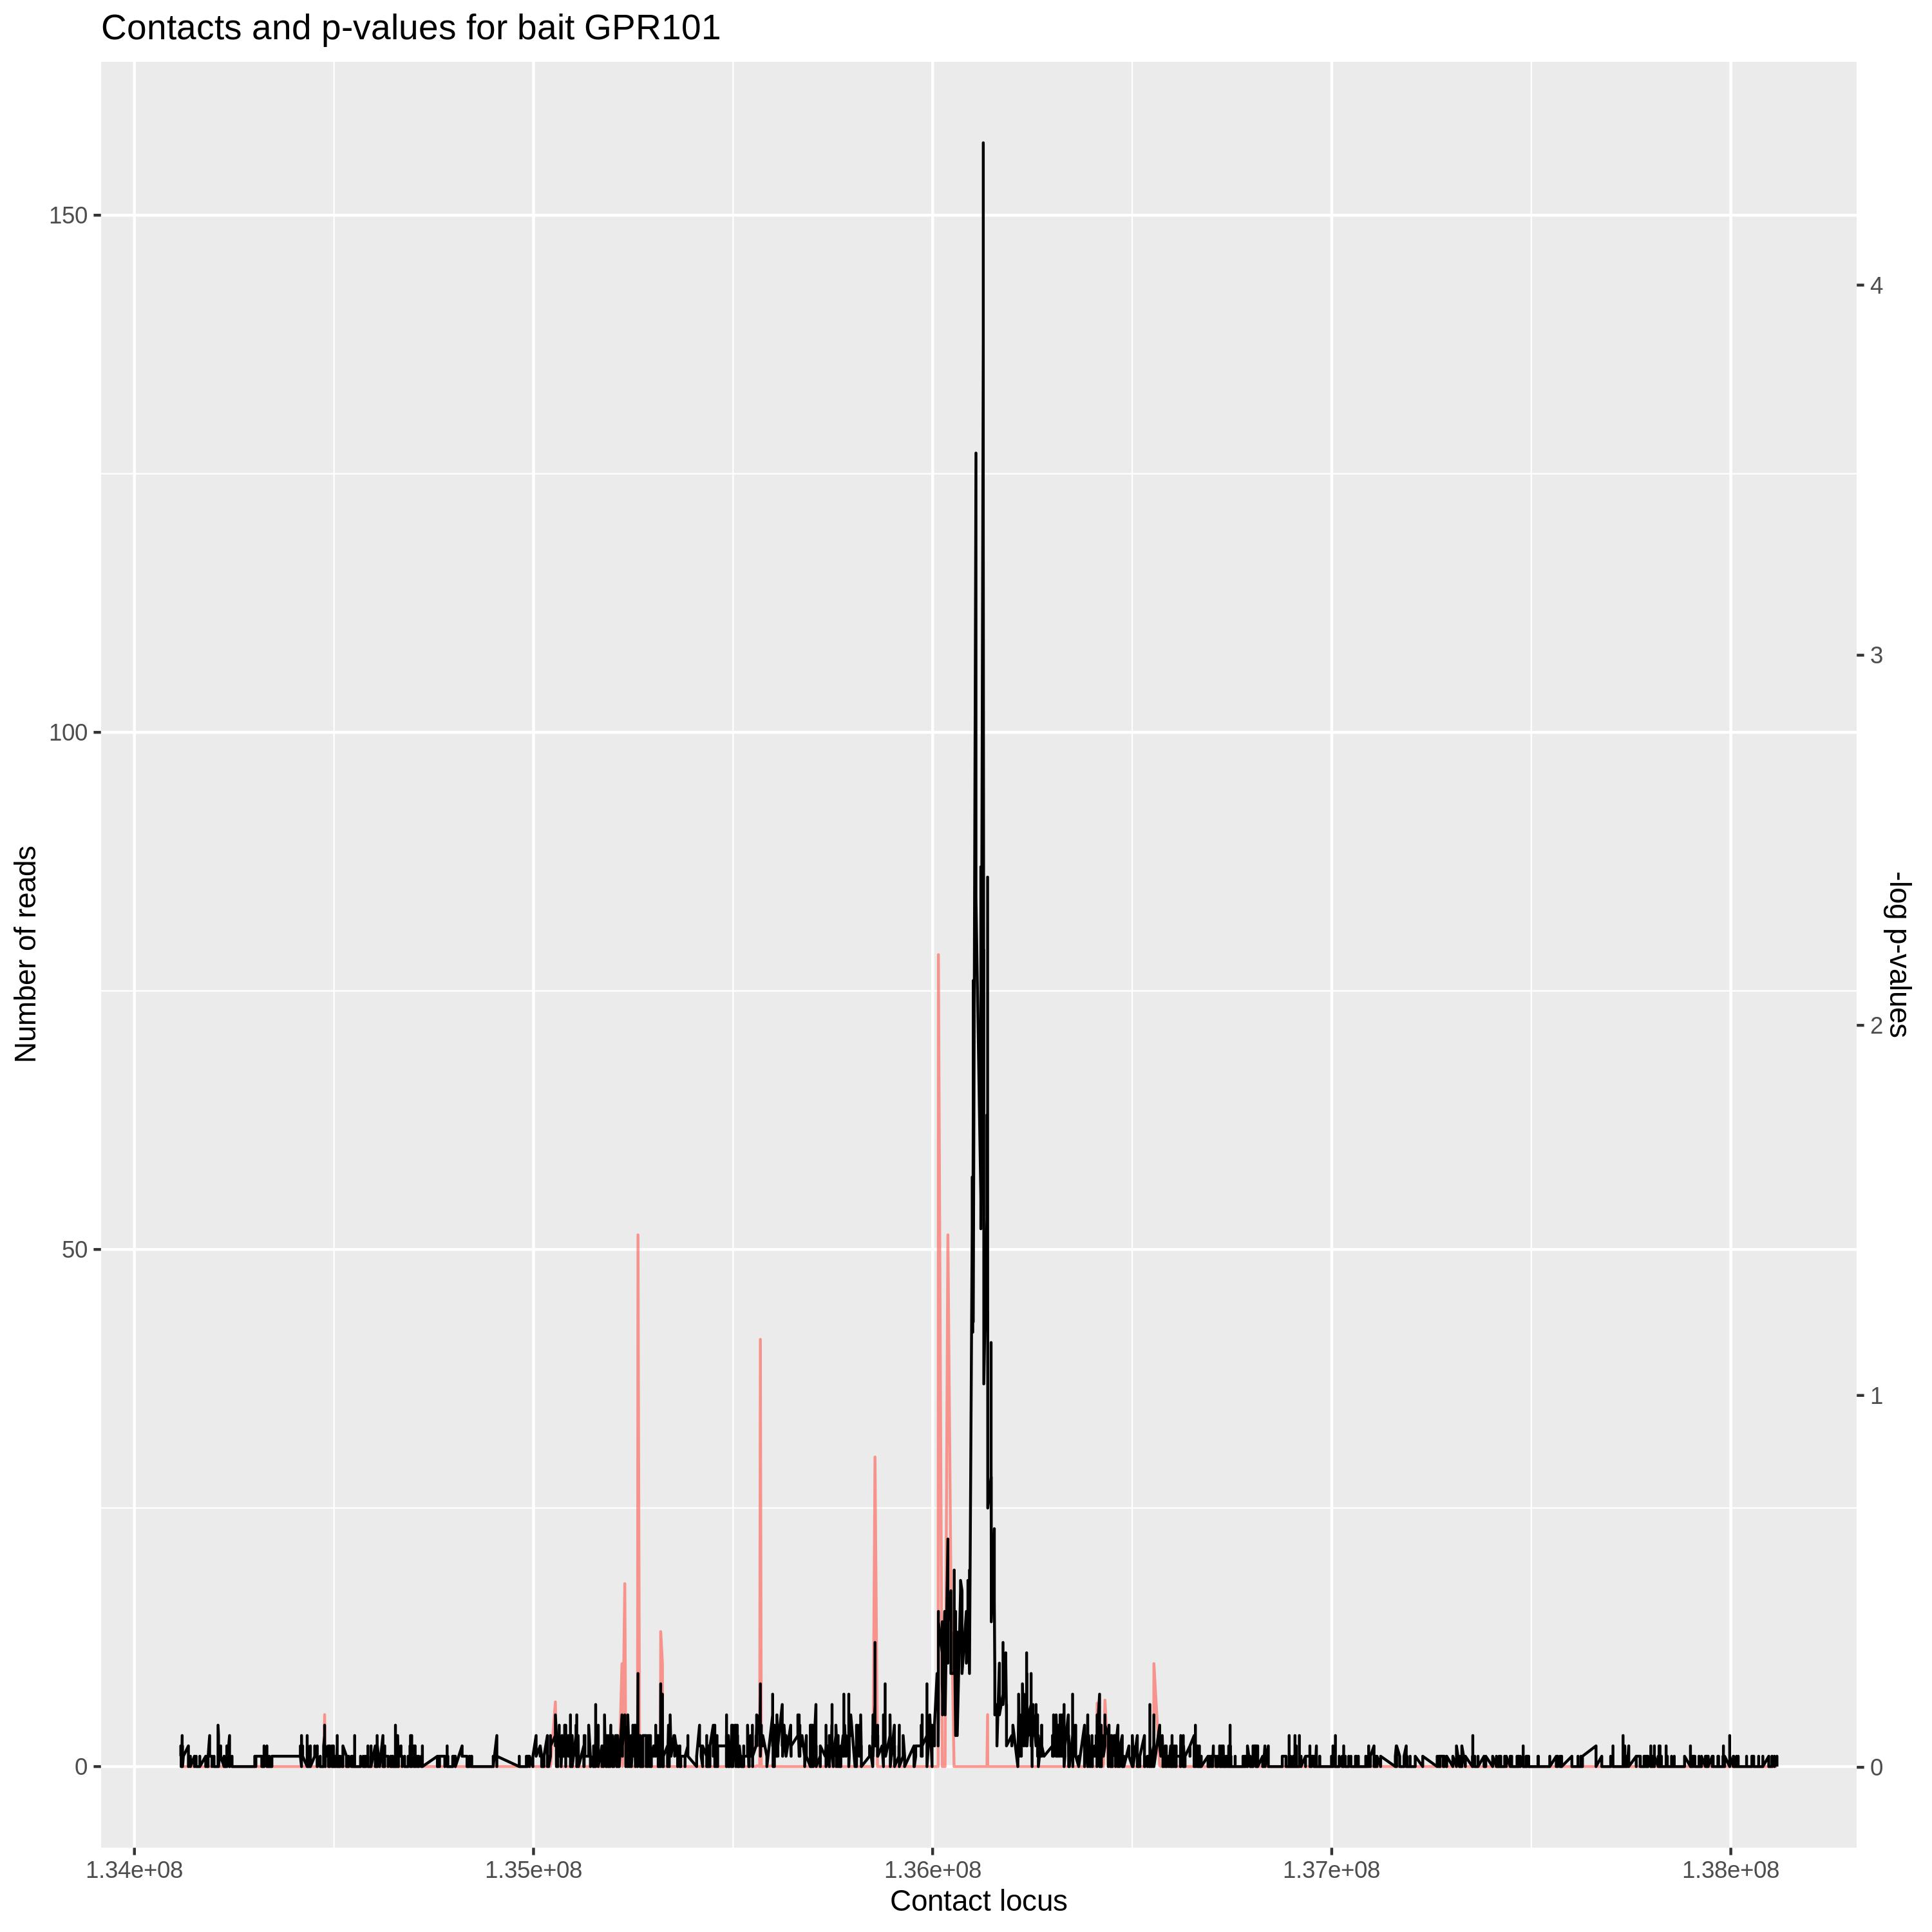 Contacts and p-values for bait GPR101
150
100
50
0
Number of reads
4
3
2
1
0
-log p-values
1.34e+08
1.35e+08
1.36e+08
1.37e+08
1.38e+08
Contact locus